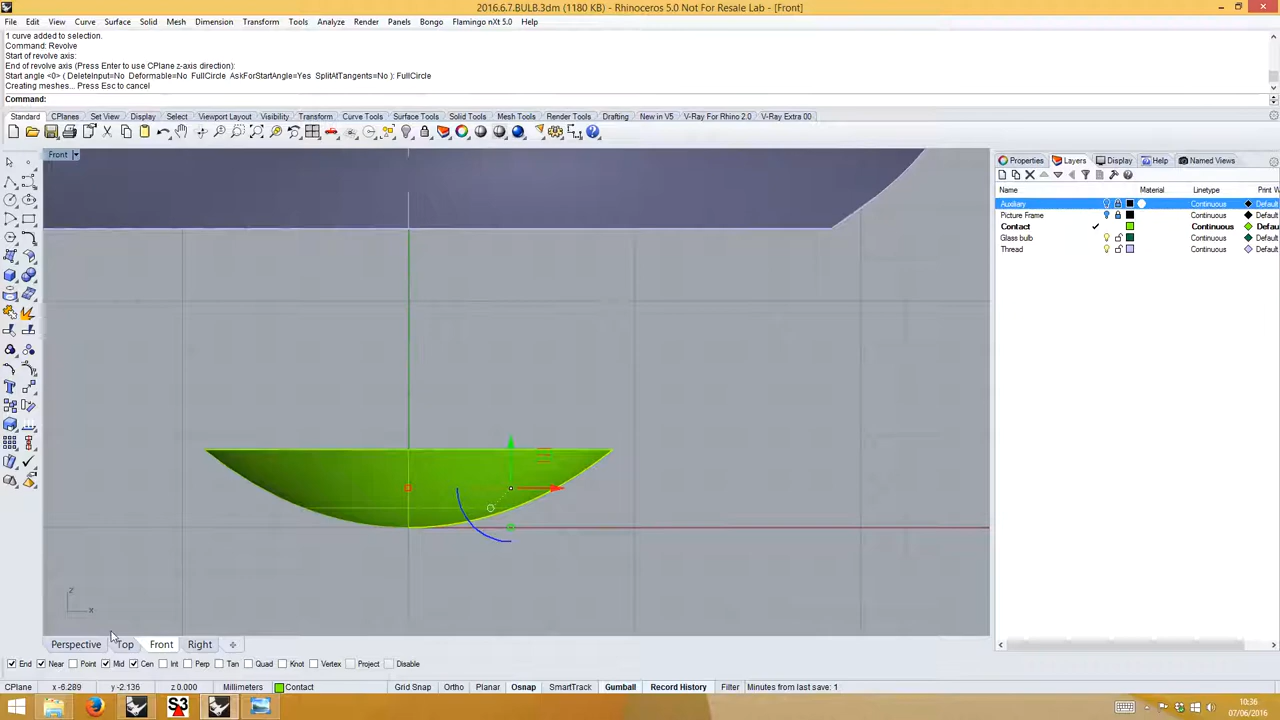 2016.6.7.BULB.3dm (1180 KB) - Rhinoceros 5.0 Not For Resale Lab - [Front]
File Edit View Curve Surface Solid Mesh Dimension Transform Tools Analyze Render Panels Bongo Flamingo nXt 5.0 Help
1 curve added to selection.
Command: Revolve
Start of revolve axis:
End of revolve axis (Press Enter to use CPlane z-axis direction):
Start angle <0> ( DeleteInput=No Deformable=No FullCircle AskForStartAngle=Yes SplitAtTangents=No ): FullCircle
Creating meshes... Press Esc to cancel
Command:
Standard CPlanes Set View Display Select Viewport Layout Visibility Transform Curve Tools Surface Tools Solid Tools Mesh Tools Render Tools Drafting New in V5 V-Ray For Rhino 2.0 V-Ray Extra 00
Front
Properties Layers Display Help Named Views
Name Material Linetype Print W
Auxiliary Continuous Default
Picture Frame Continuous Default
Contact Continuous Defau
Glass bulb Continuous Default
Thread Continuous Default
z
x
Perspective Top Front Right
End Near Point Mid Cen Int Perp Tan Quad Knot Vertex Project Disable
CPlane x -6.289 y -2.136 z 0.000 Millimeters Contact Grid Snap Ortho Planar Osnap SmartTrack Gumball Record History Filter Minutes from last save: 1
10:36
07/06/2016